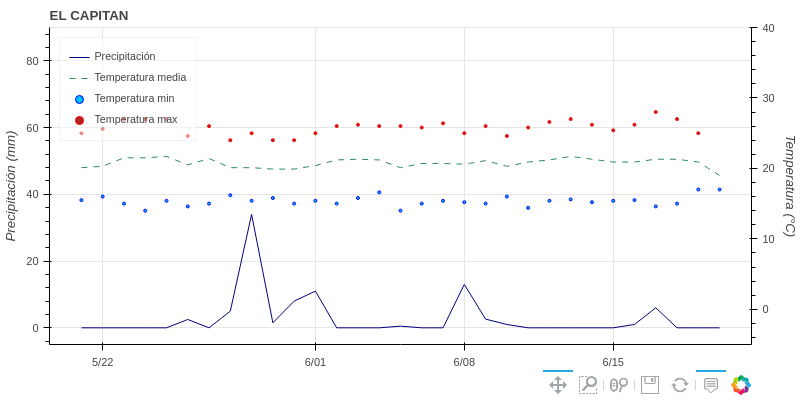 EL CAPITAN
Precipitación
Temperatura media
Temperatura min
Temperatura max
Precipitación (mm)
80
60
40
20
0
40
30
20
10
0
Temperatura (°C)
5/22
6/01
6/08
6/15